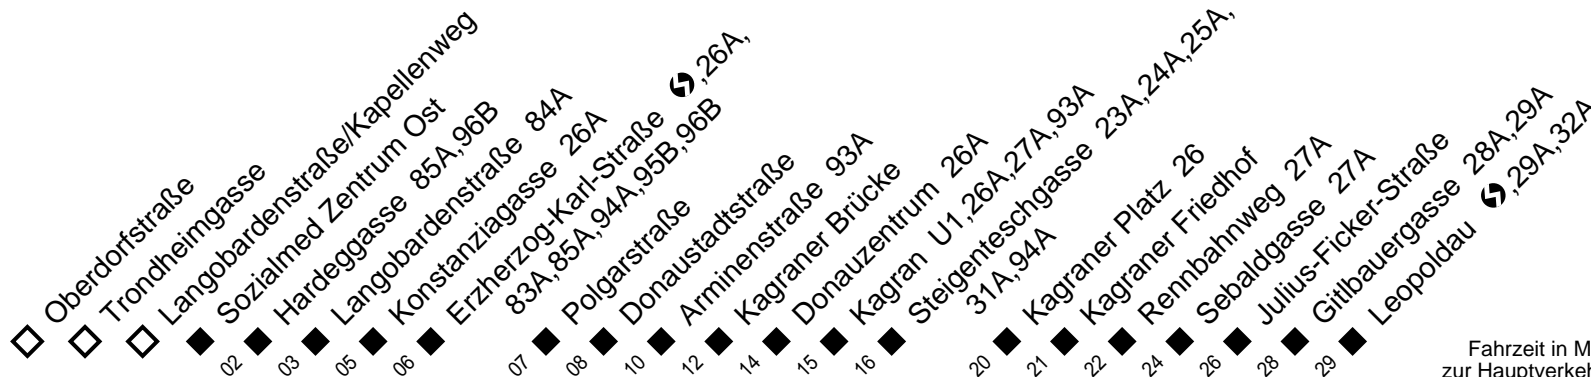 Oberdorfstraße
Trondheimgasse
Langobardenstraße/Kapellenweg
Sozialmed Zentrum Ost
02 Hardeggasse 85A,96B
03 Langobardenstraße 84A
05 Konstanziagasse 26A
06 Erzherzog-Karl-Straße ,26A,
83A,85A,94A,95B,96B
07 Polgarstraße
08 Donaustadtstraße
10 Arminenstraße 93A
12 Kagraner Brücke
14 Donauzentrum 26A
15 Kagran U1,26A,27A,93A
16 Steigenteschgasse 23A,24A,25A,
31A,94A
20 Kagraner Platz 26
21 Kagraner Friedhof
22 Rennbahnweg 27A
24 Sebaldgasse 27A
26 Julius-Ficker-Straße
28 Gitlbauergasse 28A,29A
29 Leopoldau ,29A,32A
Fahrzeit in M
zur Hauptverkeh